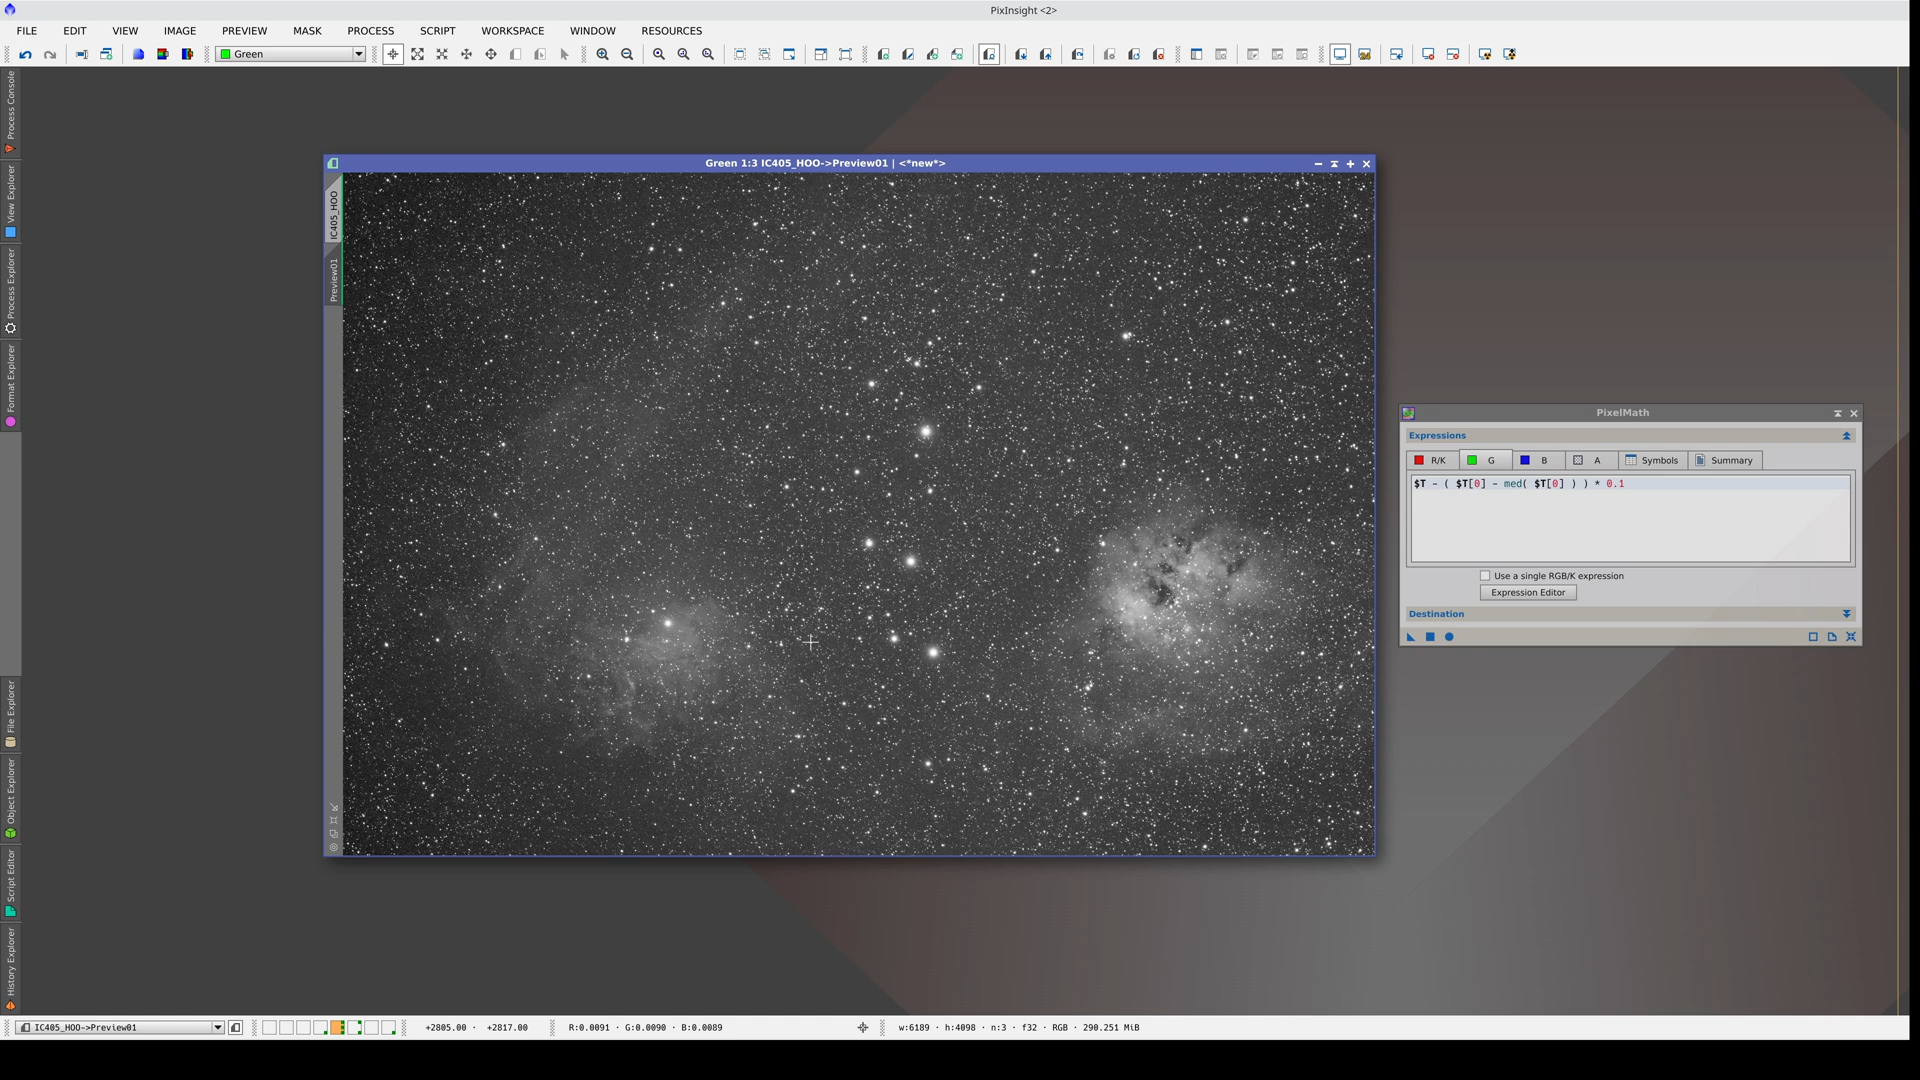 PixInsight <2>
FILE EDIT VIEW IMAGE PREVIEW MASK PROCESS SCRIPT WORKSPACE WINDOW RESOURCES
Green
Process Console
View Explorer
Process Explorer
Format Explorer
File Explorer
Object Explorer
Script Editor
History Explorer
Green 1:3 IC405_HOO->Preview01 | <*new*>
IC405_HOO
Preview01
PixelMath
Expressions
R/K G B A Symbols Summary
$T - ( $T[0] - med( $T[0] ) ) * 0.1
Use a single RGB/K expression
Expression Editor
Destination
IC405_HOO->Preview01
+2805.00 · +2817.00
R:0.0091 · G:0.0090 · B:0.0089
w:6189 · h:4098 · n:3 · f32 · RGB · 290.251 MiB